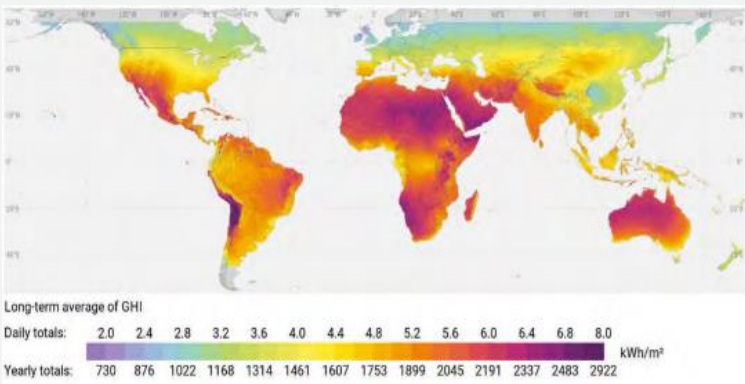 Long-term average of GHI
Daily totals: 2.0 2.4 2.8 3.2 3.6 4.0 4.4 4.8 5.2 5.6 6.0 6.4 6.8 8.0
kWh/m²
Yearly totals: 730 876 1022 1168 1314 1461 1607 1753 1899 2045 2191 2337 2483 2922